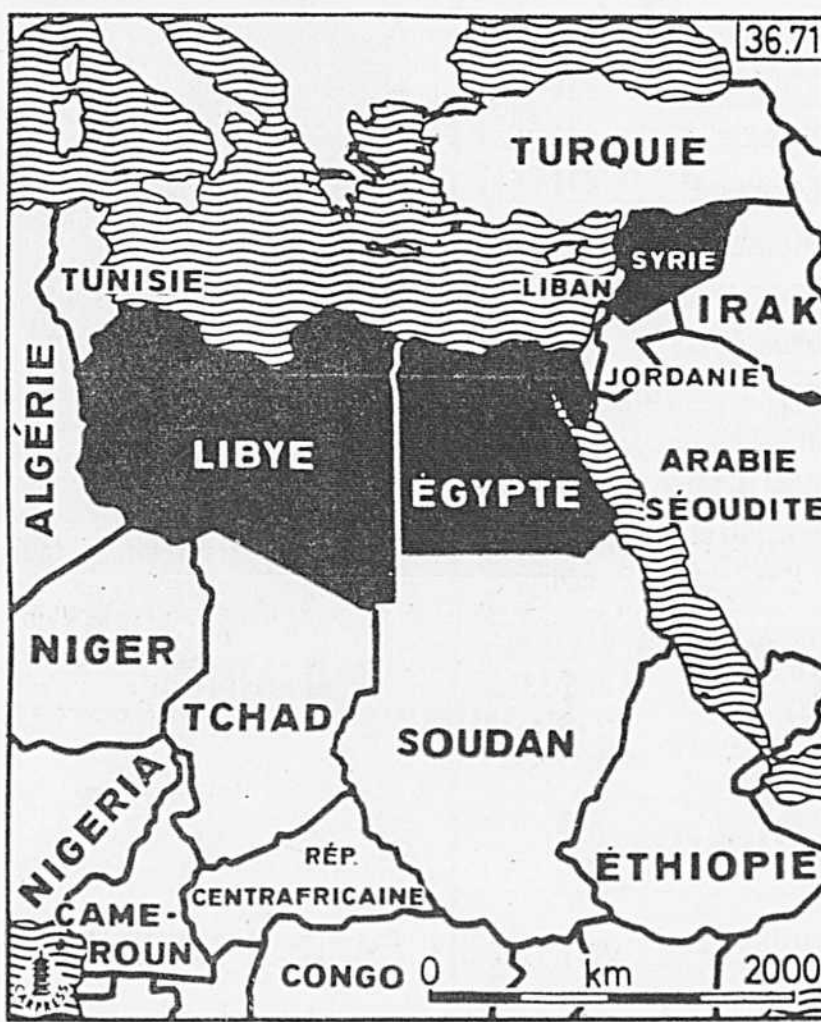 36.71
TURQUIE
TUNISIE
LIBAN
SYRIE
IRAK
JORDANIE
ALGÉRIE
LIBYE
ÉGYPTE
ARABIE
SÉOUDITE
NIGER
TCHAD
SOUDAN
NIGERIA
RÉP.
CENTRAFRICAINE
ÉTHIOPIE
CAME-
ROUN
CONGO
0 km 2000